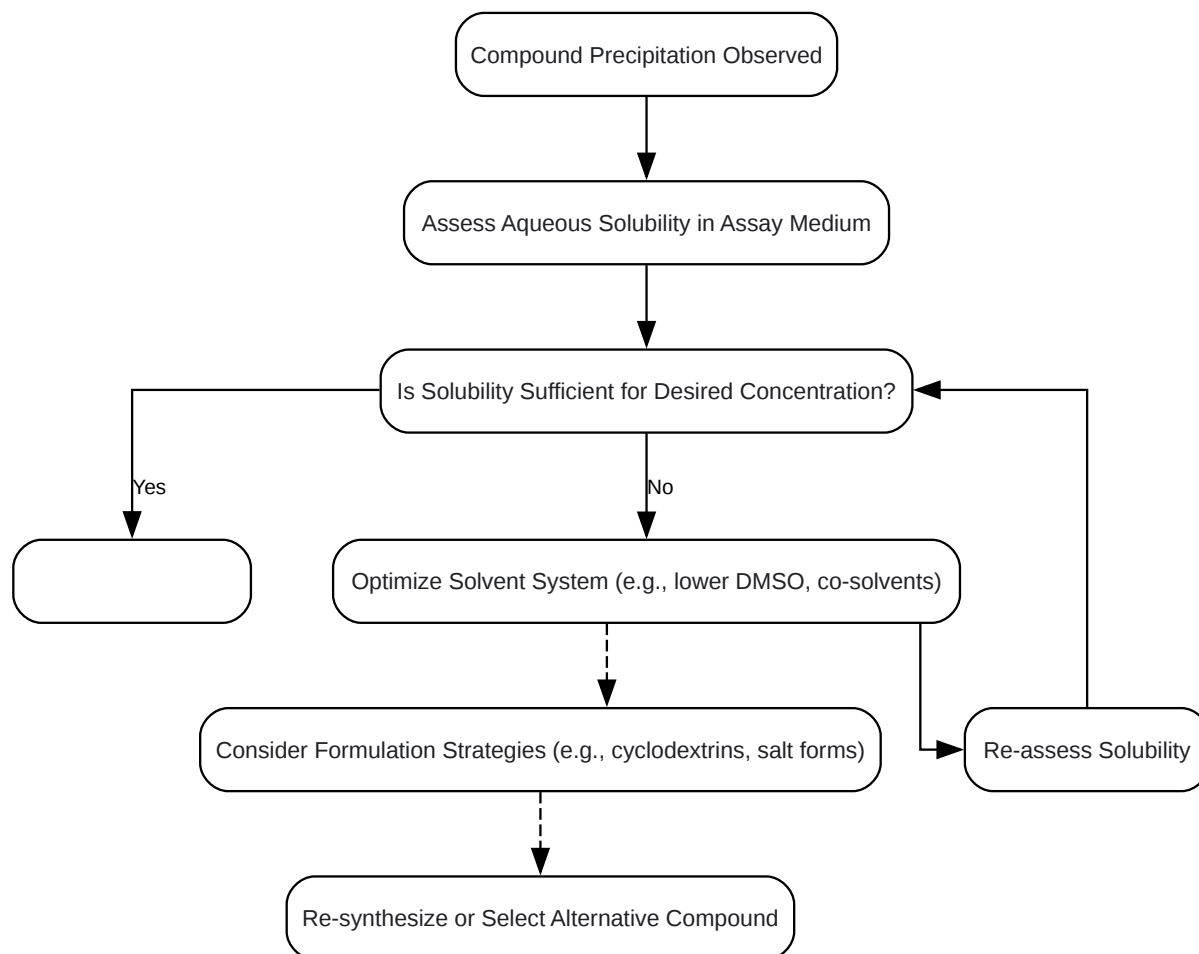 Compound Precipitation Observed
Assess Aqueous Solubility in Assay Medium
Is Solubility Sufficient for Desired Concentration?
Yes
No
Optimize Solvent System (e.g., lower DMSO, co-solvents)
Consider Formulation Strategies (e.g., cyclodextrins, salt forms)
Re-assess Solubility
Re-synthesize or Select Alternative Compound